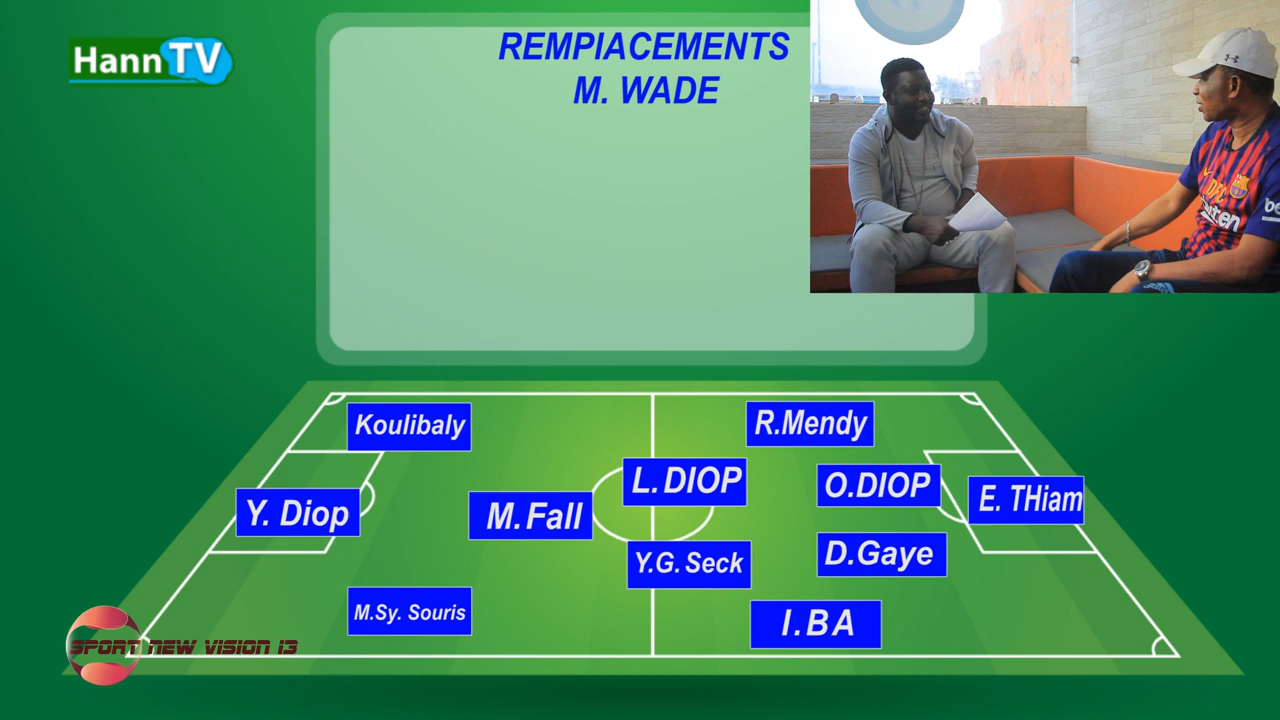 HannTV
REMPIACEMENTS
M. WADE
Koulibaly
R.Mendy
L.DIOP
O.DIOP
E. THiam
Y. Diop
M.Fall
Y.G. Seck
D.Gaye
M.Sy. Souris
I.BA
SPORT NEW VISION 13